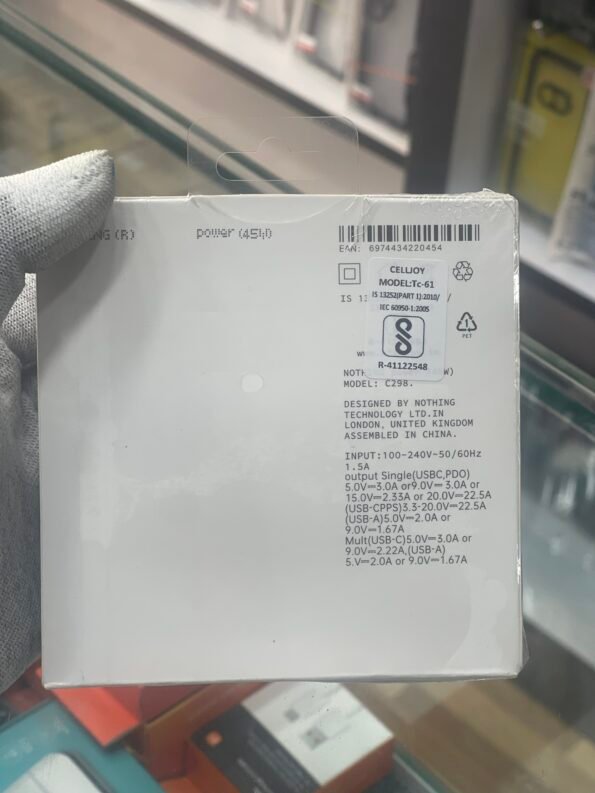 NG (R)
power (45W)
EAN: 6974434220454
CELLJOY
MODEL:Tc-61
IS 13252(PART 1):2010/
IEC 60950-1:2005
R-41122548
IS 13
PET
NOTH
MODEL: C298.
DESIGNED BY NOTHING
TECHNOLOGY LTD.IN
LONDON, UNITED KINGDOM
ASSEMBLED IN CHINA.
INPUT:100-240V~50/60Hz
1.5A
output Single(USBC,PDO)
5.0V⎓3.0A or9.0V⎓ 3.0A or
15.0V⎓2.33A or 20.0V⎓22.5A
(USB-CPPS)3.3-20.0V⎓22.5A
(USB-A)5.0V⎓2.0A or
9.0V⎓1.67A
Mult(USB-C)5.0V⎓3.0A or
9.0V⎓2.22A,(USB-A)
5.V⎓2.0A or 9.0V⎓1.67A